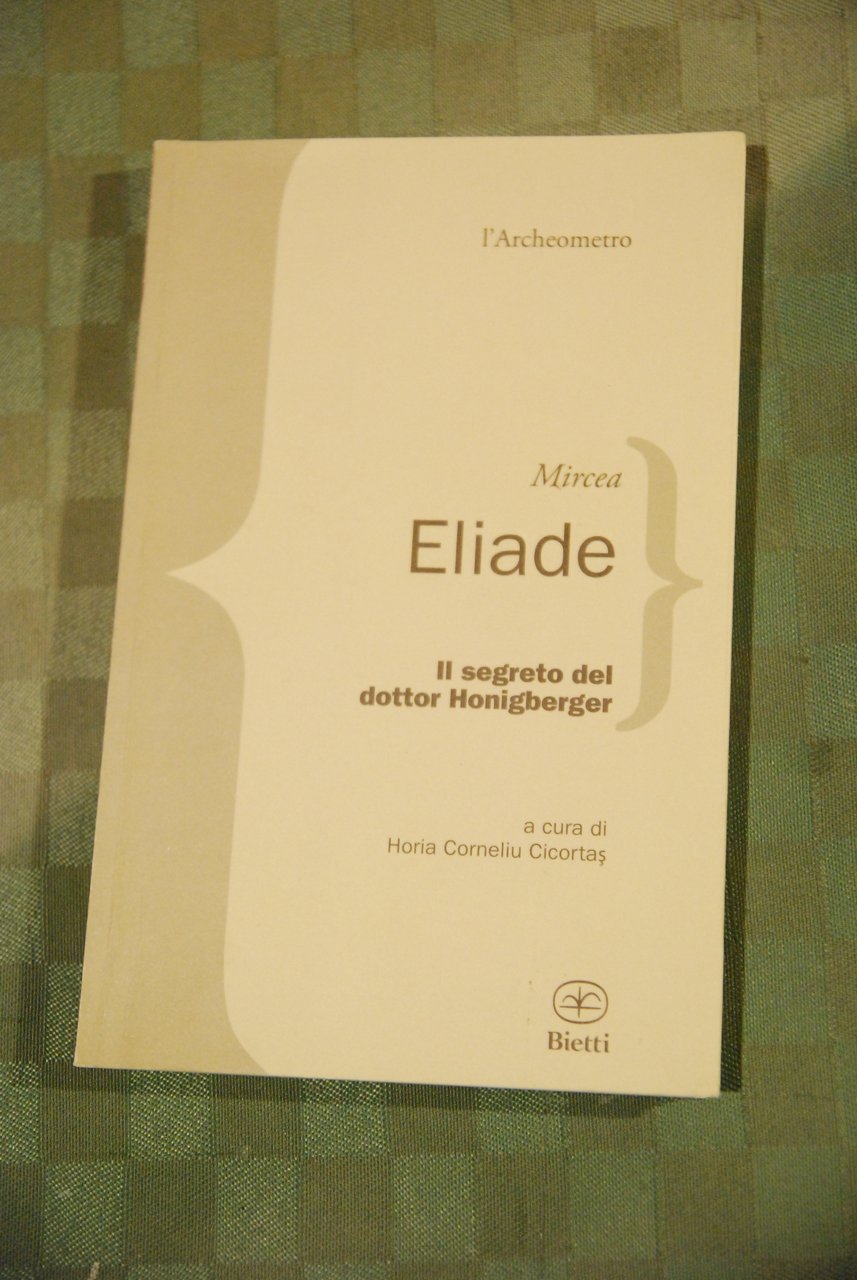 l'Archeometro
Mircea
Eliade
Il segreto del
dottor Honigberger
a cura di
Horia Corneliu Cicortaş
Bietti